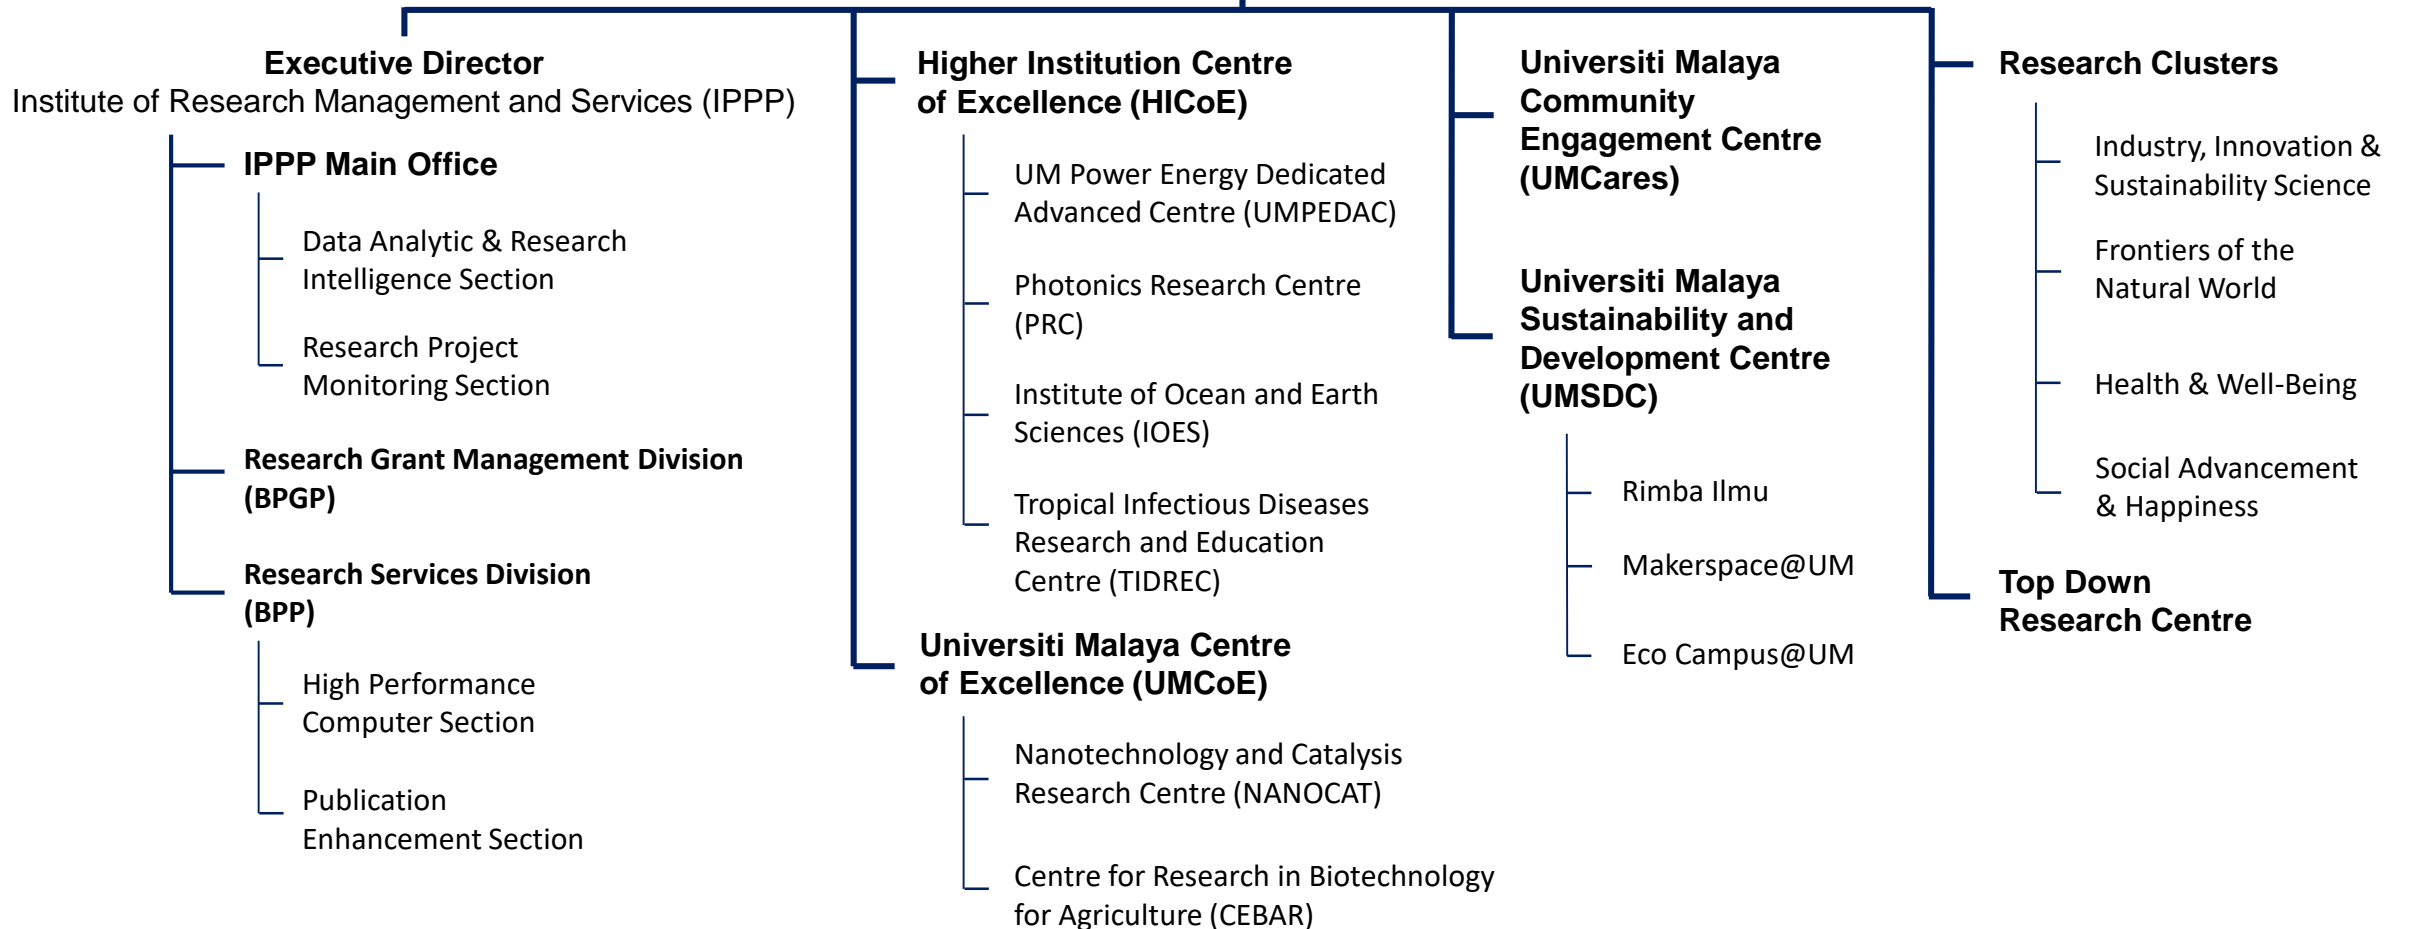 Executive Director
Institute of Research Management and Services (IPPP)
IPPP Main Office
Data Analytic & Research
Intelligence Section
Research Project
Monitoring Section
Research Grant Management Division
(BPGP)
Research Services Division
(BPP)
High Performance
Computer Section
Publication
Enhancement Section
Higher Institution Centre
of Excellence (HICoE)
UM Power Energy Dedicated
Advanced Centre (UMPEDAC)
Photonics Research Centre
(PRC)
Institute of Ocean and Earth
Sciences (IOES)
Tropical Infectious Diseases
Research and Education
Centre (TIDREC)
Universiti Malaya Centre
of Excellence (UMCoE)
Nanotechnology and Catalysis
Research Centre (NANOCAT)
Centre for Research in Biotechnology
for Agriculture (CEBAR)
Universiti Malaya
Community
Engagement Centre
(UMCares)
Universiti Malaya
Sustainability and
Development Centre
(UMSDC)
Rimba Ilmu
Makerspace@UM
Eco Campus@UM
Research Clusters
Industry, Innovation &
Sustainability Science
Frontiers of the
Natural World
Health & Well-Being
Social Advancement
& Happiness
Top Down
Research Centre